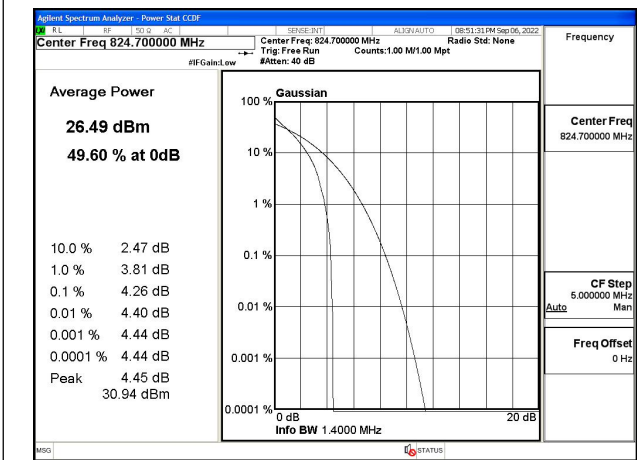 Agilent Spectrum Analyzer - Power Stat CCDF
RL RF 50 Ω AC SENSE:INT ALIGN AUTO 08:51:31 PM Sep 06, 2022
Center Freq 824.700000 MHz
Center Freq: 824.700000 MHz Radio Std: None
Trig: Free Run Counts:1.00 M/1.00 Mpt
#IFGain:Low #Atten: 40 dB
Frequency
Average Power
26.49 dBm
49.60 % at 0dB
10.0 % 2.47 dB
1.0 % 3.81 dB
0.1 % 4.26 dB
0.01 % 4.40 dB
0.001 % 4.44 dB
0.0001 % 4.44 dB
Peak 4.45 dB
30.94 dBm
Gaussian
100 %
10 %
1 %
0.1 %
0.01 %
0.001 %
0.0001 %
0 dB 20 dB
Info BW 1.4000 MHz
Center Freq
824.700000 MHz
CF Step
5.000000 MHz
Auto Man
Freq Offset
0 Hz
MSG STATUS